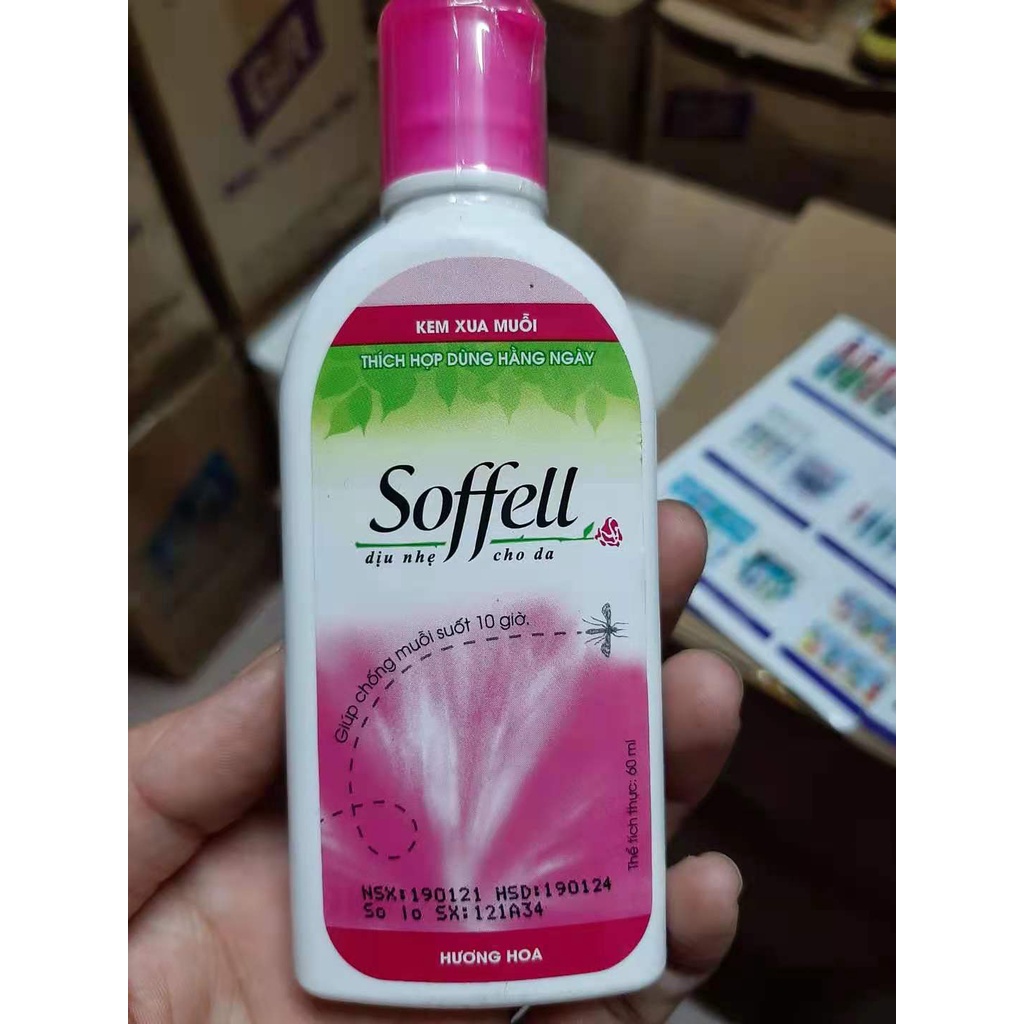 KEM XUA MUỖI
THÍCH HỢP DÙNG HẰNG NGÀY
Soffell
dịu nhẹ cho da
Giúp chống muỗi suốt 10 giờ.
Thể tích thực: 60 ml
NSX:190121 HSD:190124
So lo SX:121A34
HƯƠNG HOA